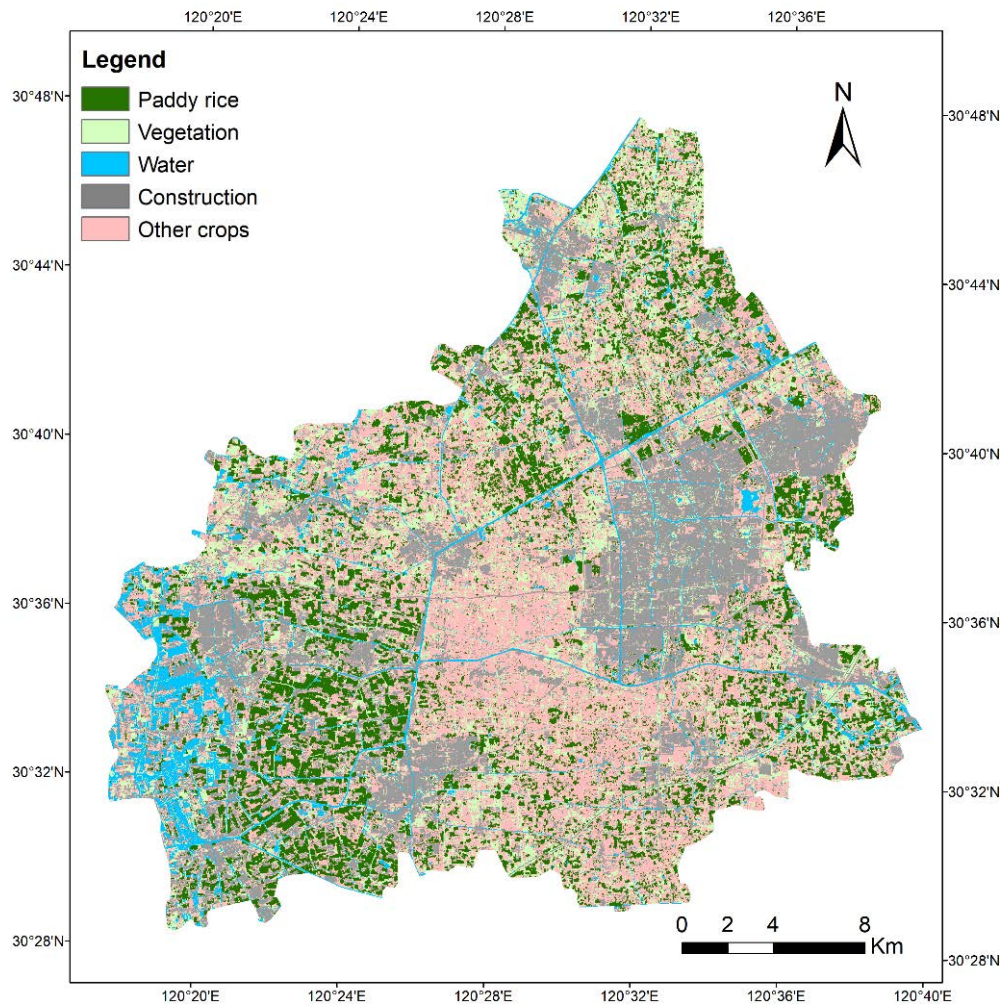 120°20'E 120°24'E 120°28'E 120°32'E 120°36'E
Legend
Paddy rice
Vegetation
Water
Construction
Other crops
N
30°48'N 30°48'N
30°44'N 30°44'N
30°40'N 30°40'N
30°36'N 30°36'N
30°32'N 30°32'N
30°28'N 30°28'N
0 2 4 8
Km
120°20'E 120°24'E 120°28'E 120°32'E 120°36'E 120°40'E